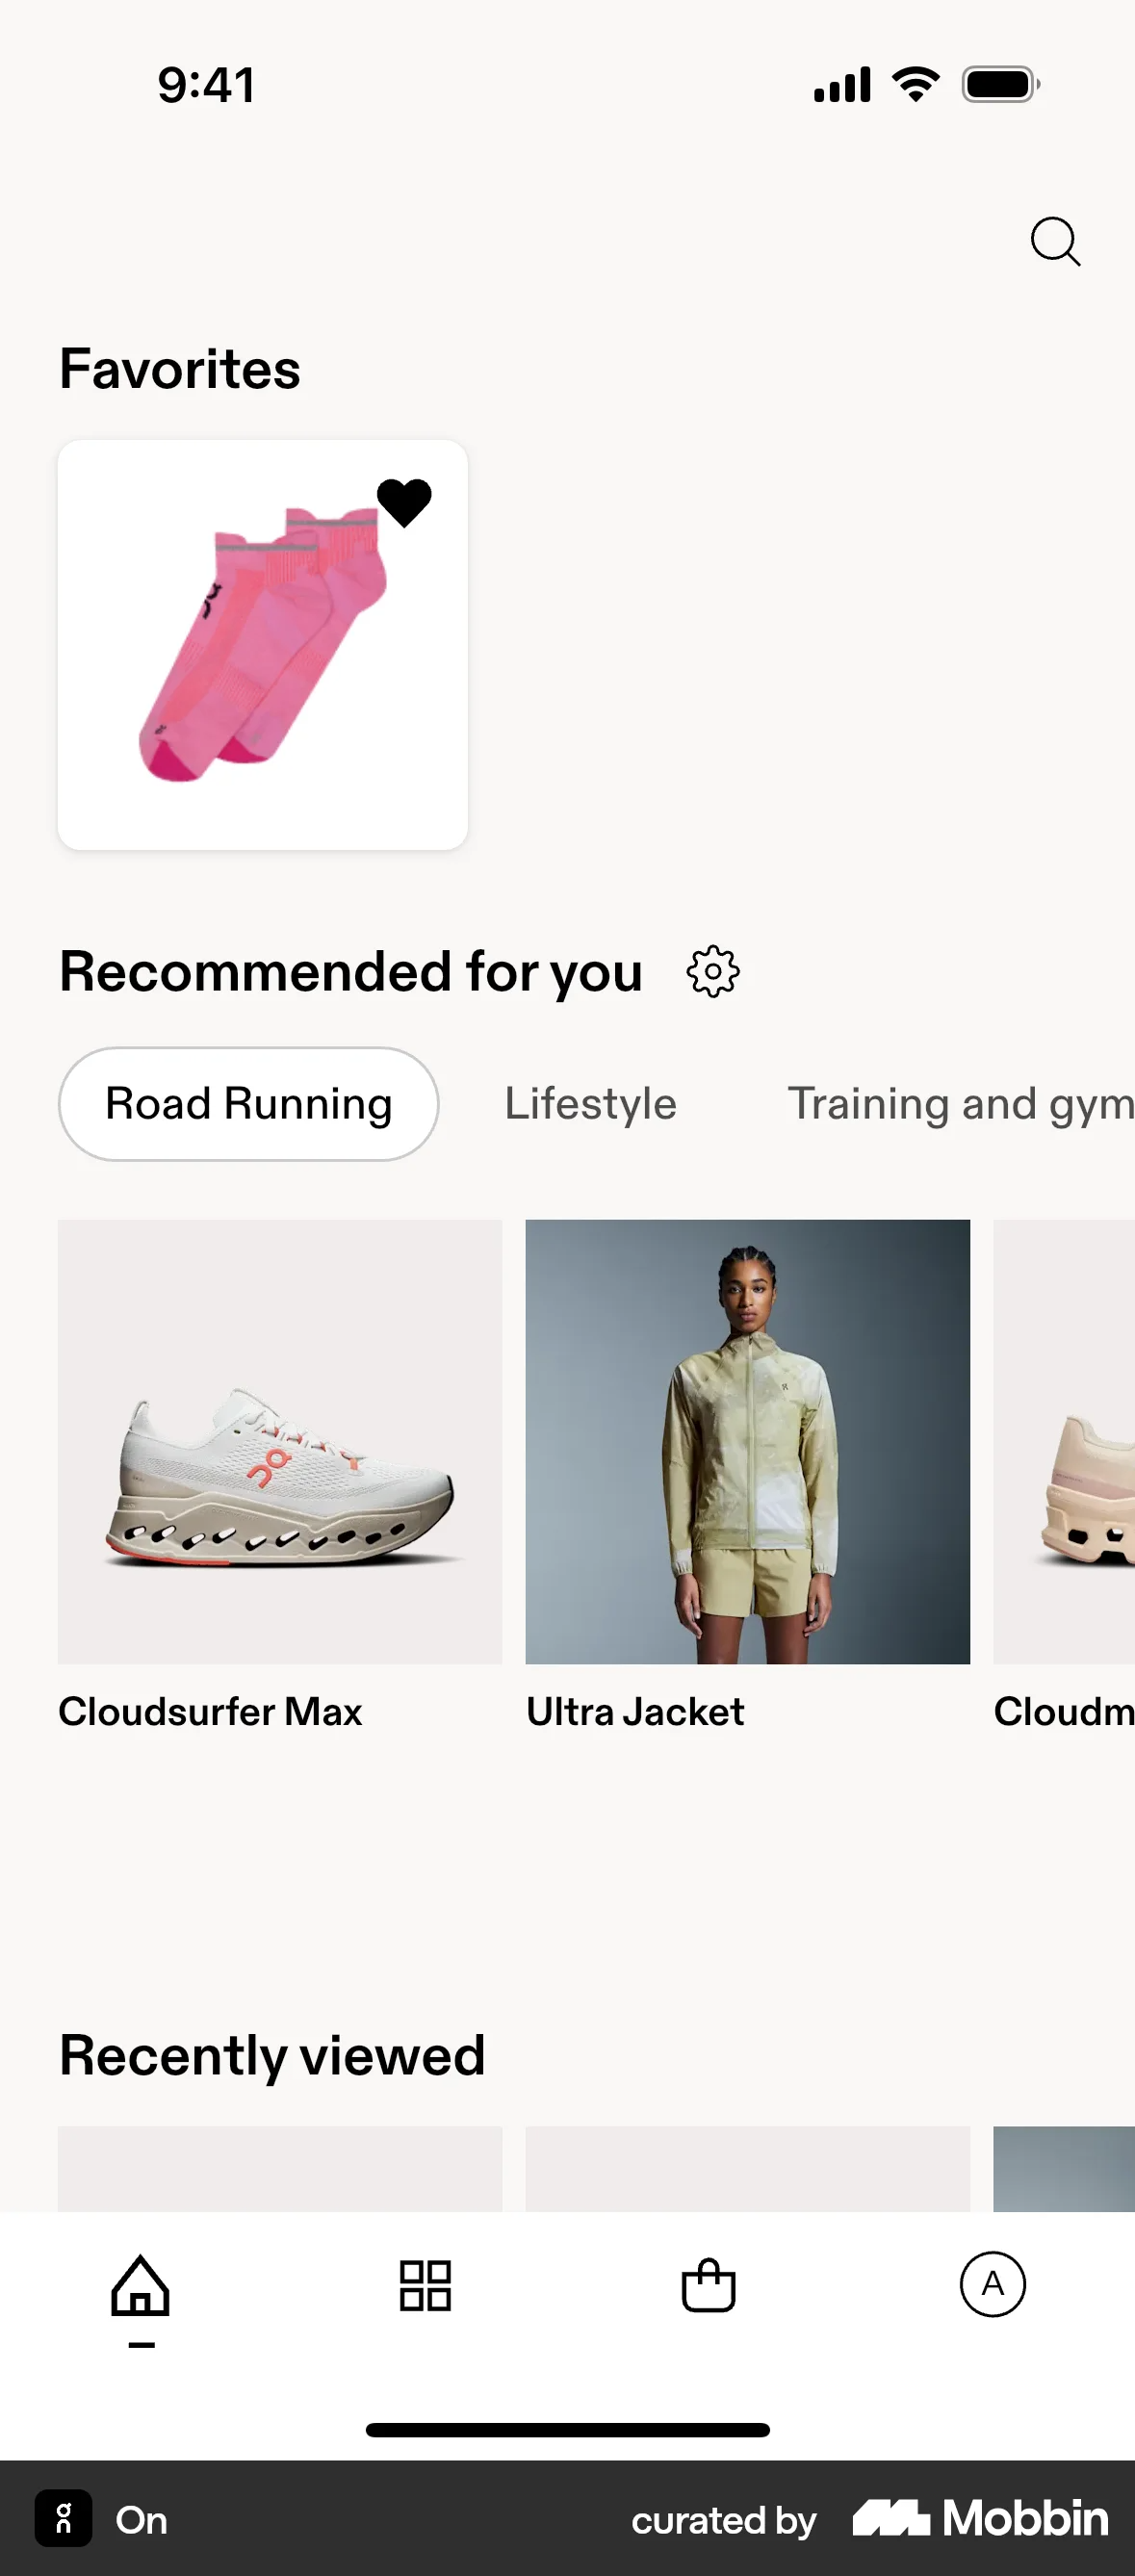 9:41
Favorites
Recommended for you
Road Running
Lifestyle
Training and gym
Cloudsurfer Max
Ultra Jacket
Cloudm
Recently viewed
A
On
curated by Mobbin